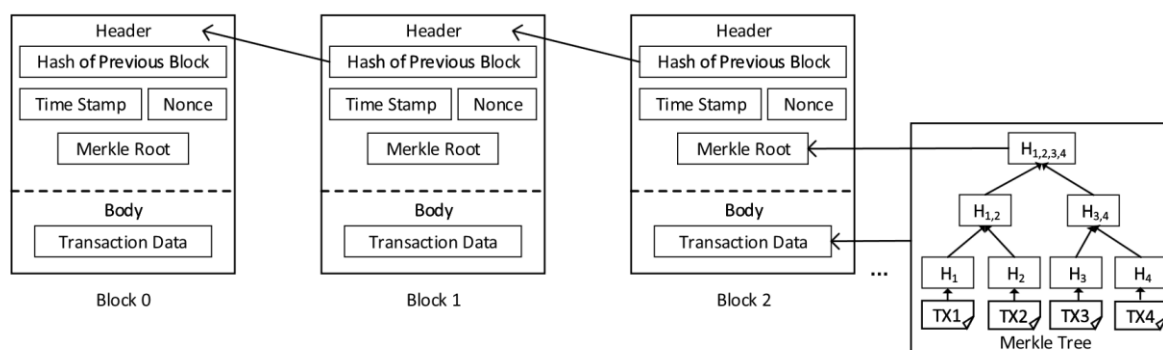 Header
Hash of Previous Block
Time Stamp
Nonce
Merkle Root
Body
Transaction Data
Block 0
Header
Hash of Previous Block
Time Stamp
Nonce
Merkle Root
Body
Transaction Data
Block 1
Header
Hash of Previous Block
Time Stamp
Nonce
Merkle Root
Body
Transaction Data
Block 2
...
H1,2,3,4
H1,2
H3,4
H1
H2
H3
H4
TX1
TX2
TX3
TX4
Merkle Tree